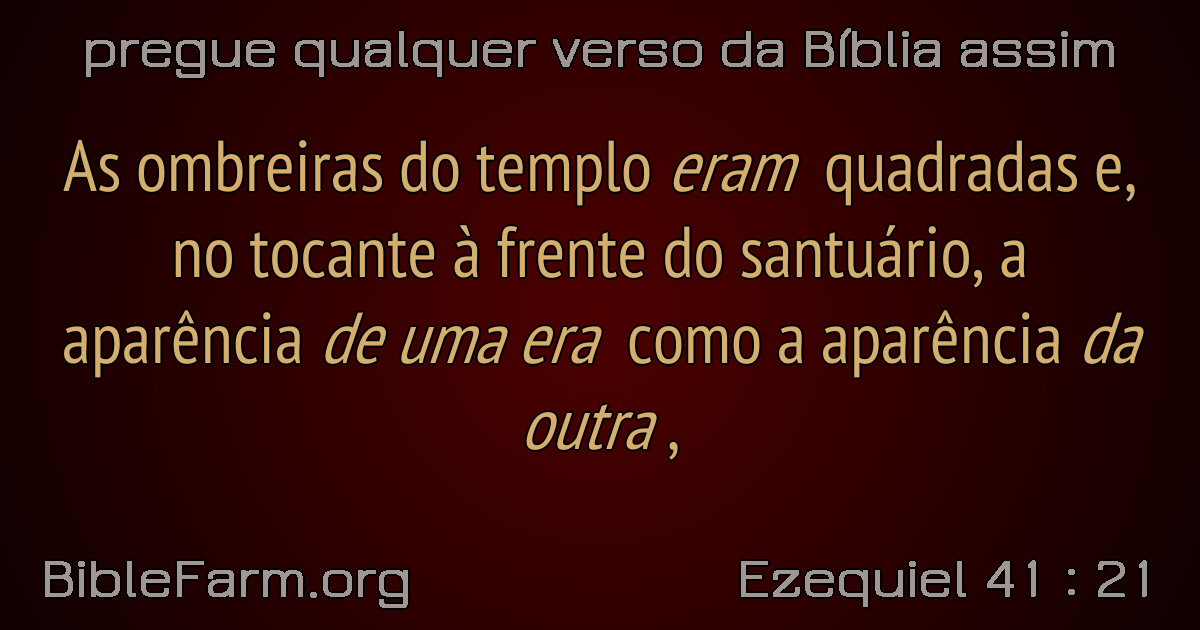 pregue qualquer verso da Bíblia assim
As ombreiras do templo eram quadradas e,
no tocante à frente do santuário, a
aparência de uma era como a aparência da
outra ,
BibleFarm.org
Ezequiel 41 : 21